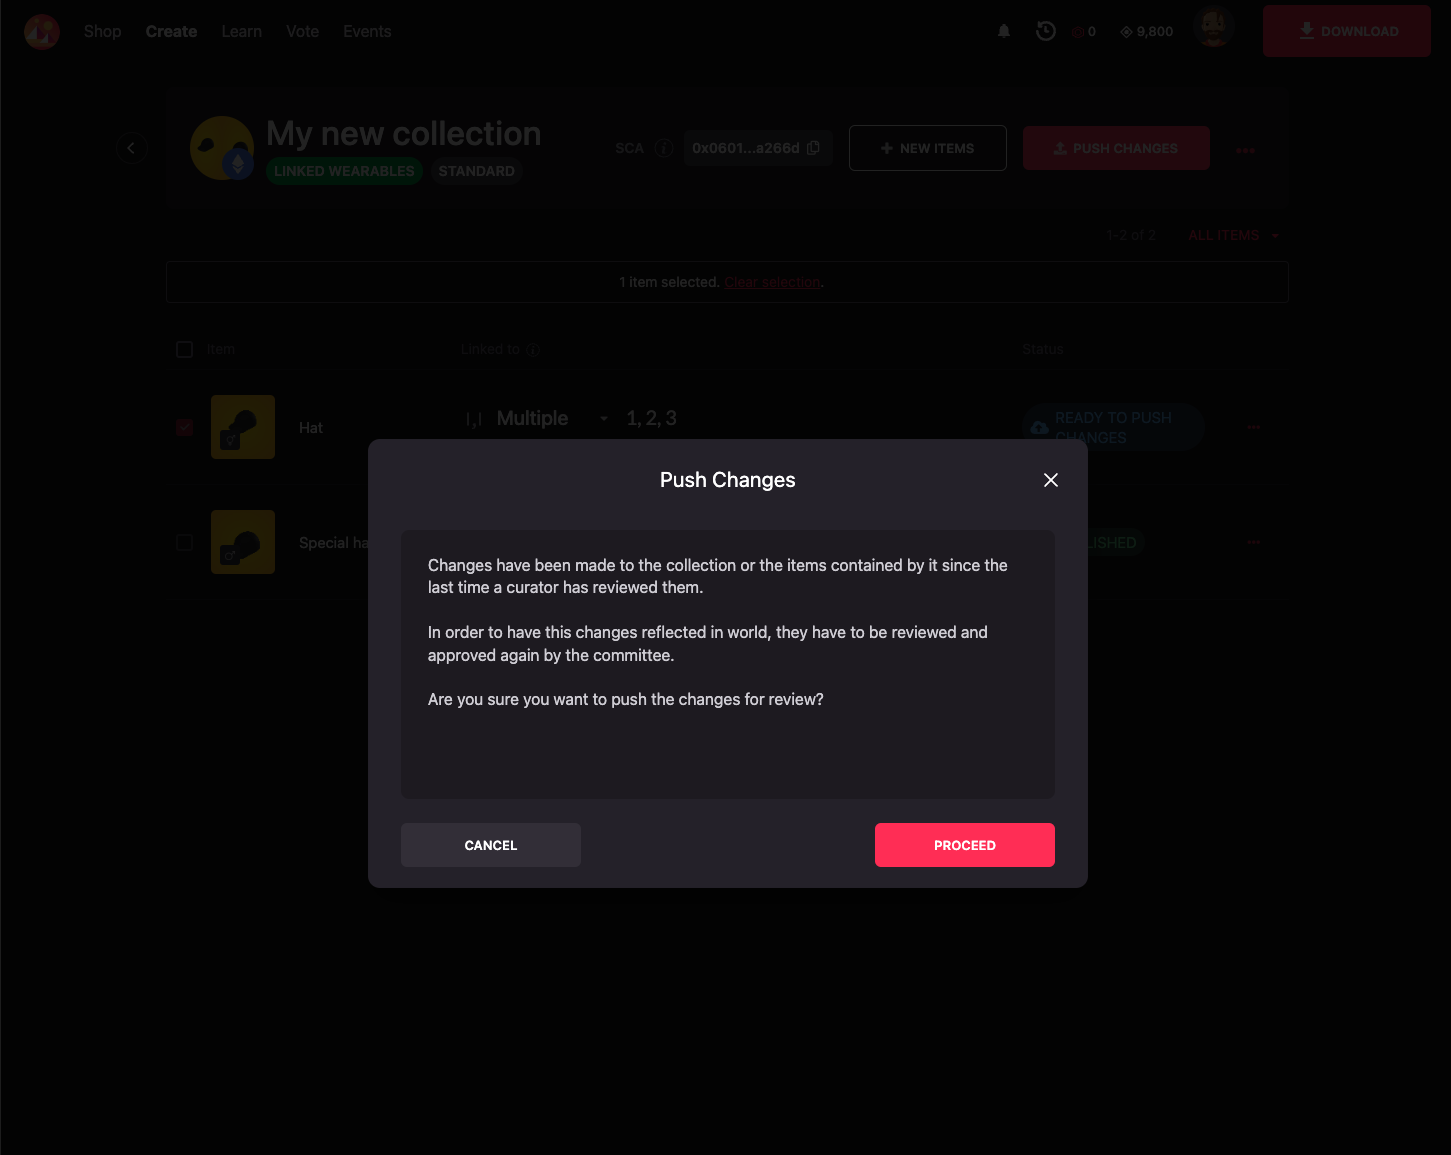 Shop Create Learn Vote Events 0 9,800 DOWNLOAD
My new collection
LINKED WEARABLES STANDARD
SCA 0x0601...a266d NEW ITEMS PUSH CHANGES
1-2 of 2 ALL ITEMS
1 item selected. Clear selection.
Item Linked to Status
Hat Multiple 1, 2, 3 READY TO PUSH
CHANGES
Special
Push Changes
Changes have been made to the collection or the items contained by it since the
last time a curator has reviewed them.
In order to have this changes reflected in world, they have to be reviewed and
approved again by the committee.
Are you sure you want to push the changes for review?
CANCEL PROCEED